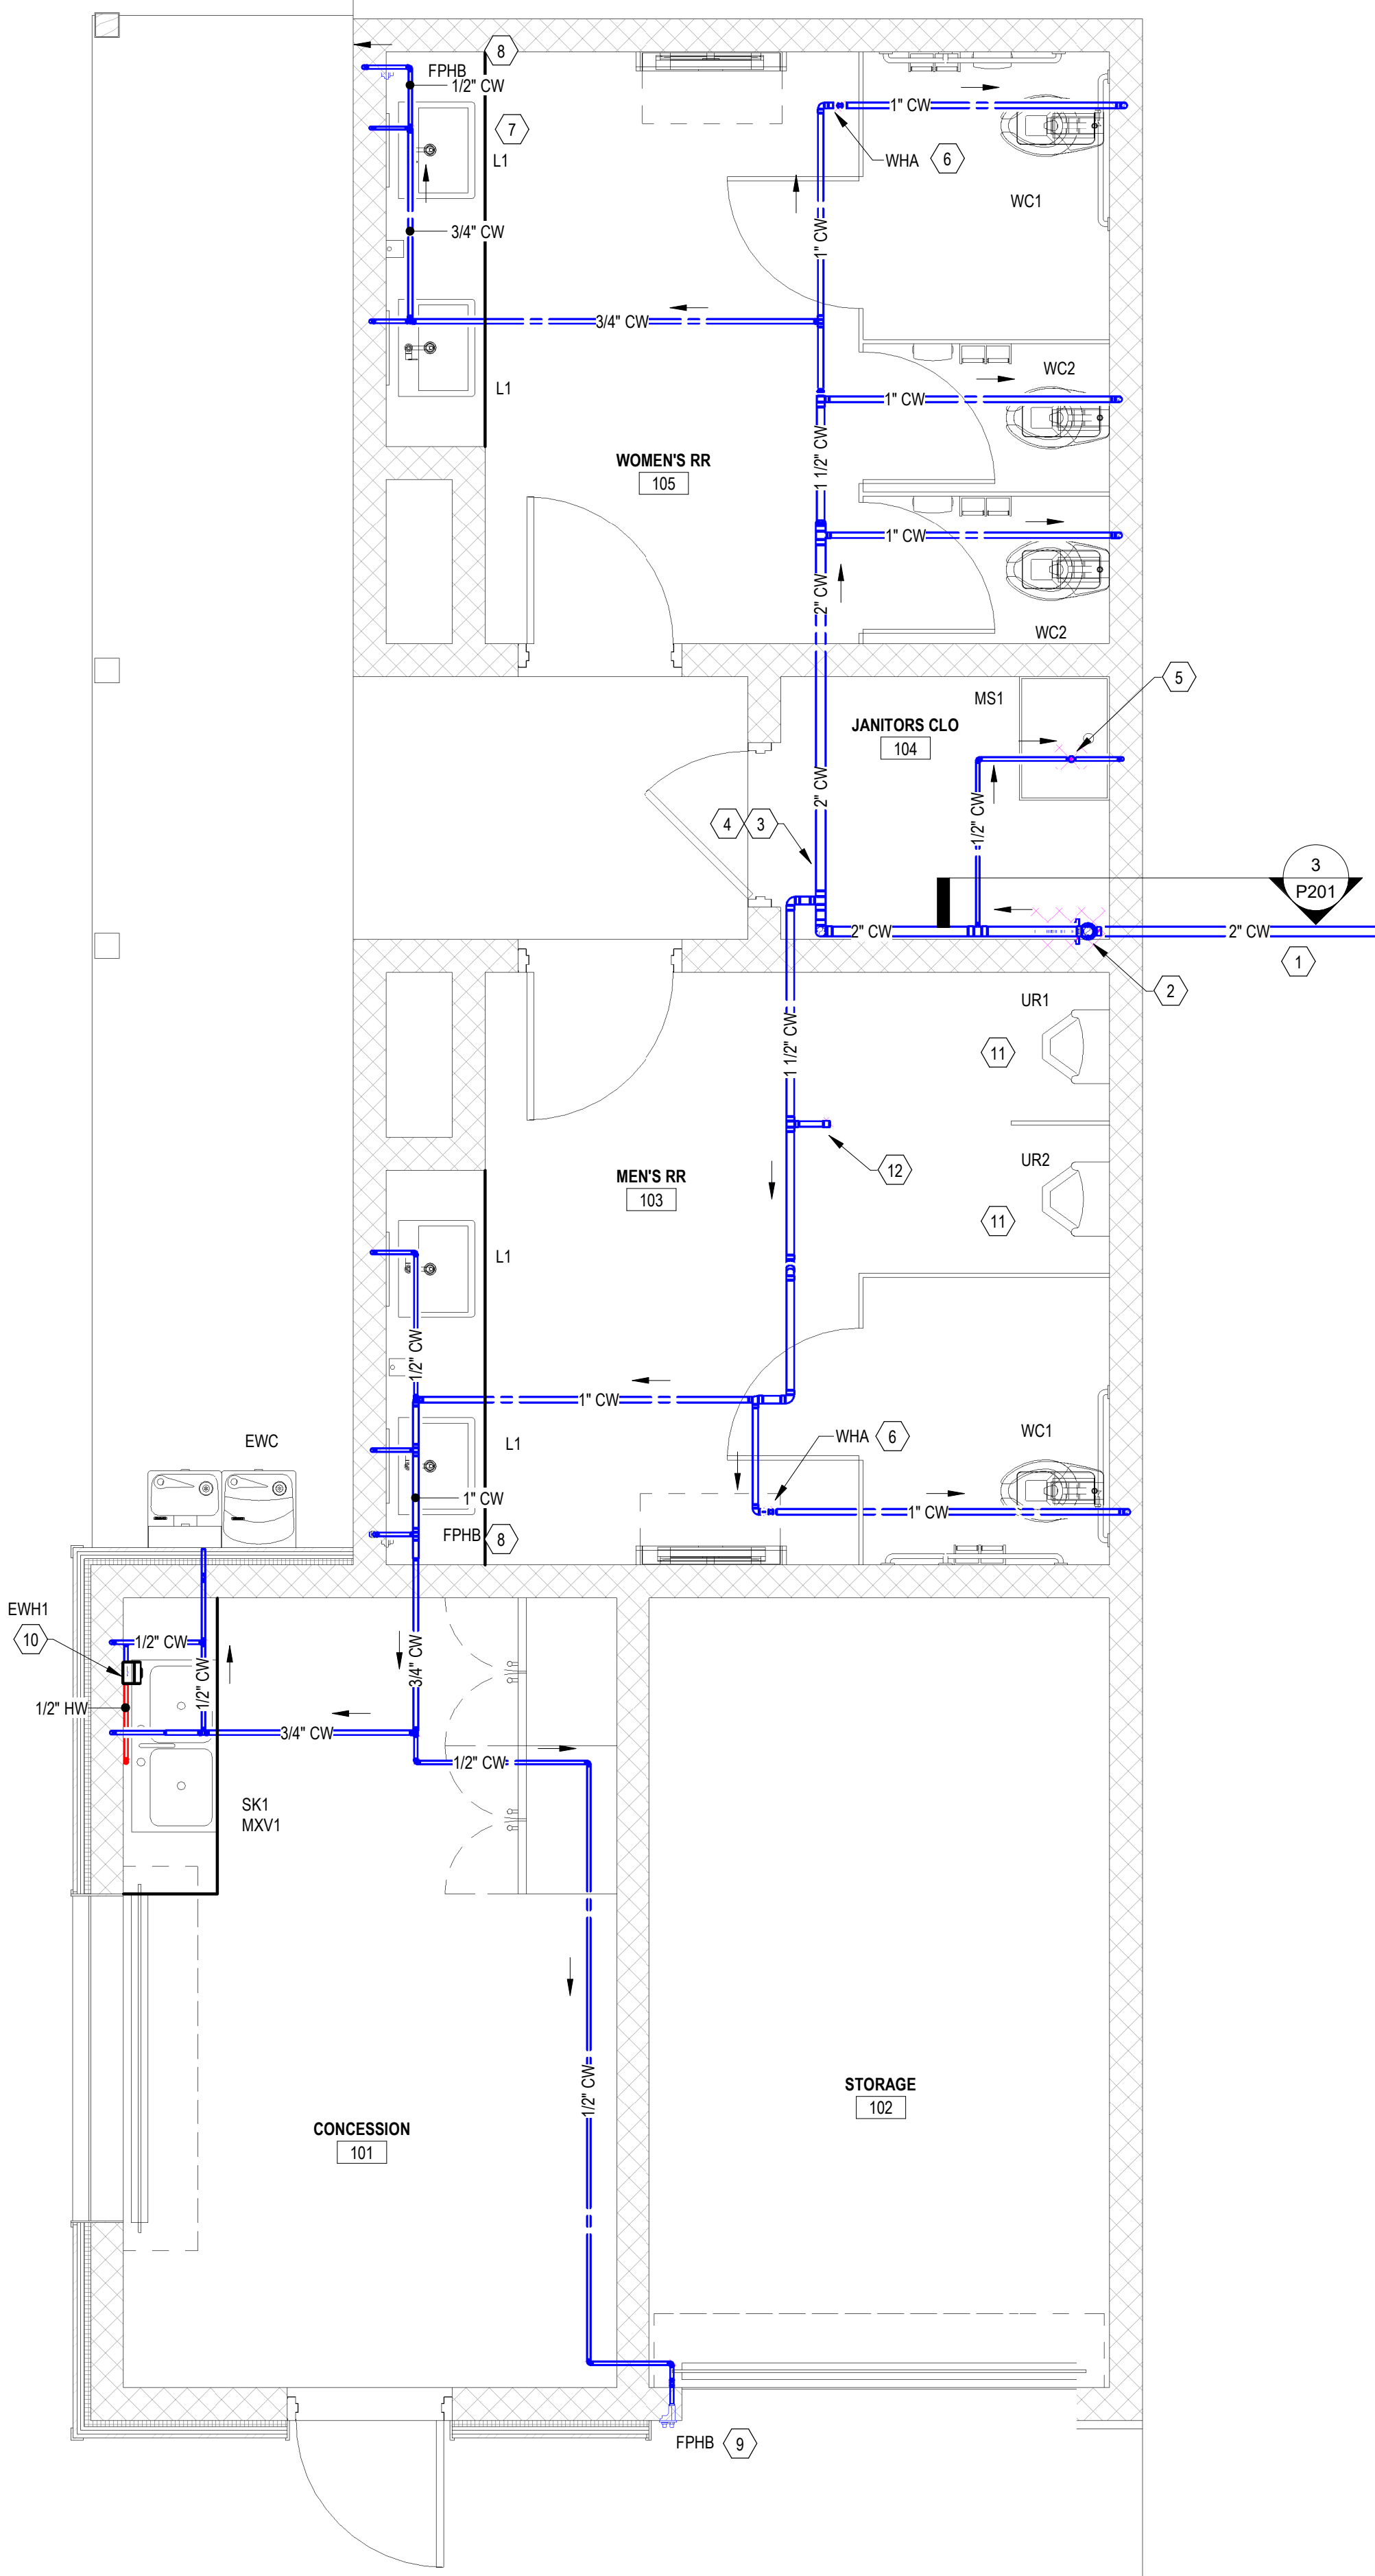 8
FPHB
1/2" CW
1" CW
7
WHA
6
L1
WC1
3/4" CW
1" CW
3/4" CW
WC2
L1
1" CW
1 1/2" CW
WOMEN'S RR
105
1" CW
2" CW
WC2
5
MS1
JANITORS CLO
104
2" CW
4
3
1/2" CW
3
P201
2" CW
2" CW
1
2
UR1
1 1/2" CW
11
12
UR2
MEN'S RR
103
11
L1
1/2" CW
1" CW
WC1
EWC
L1
WHA
6
1" CW
1" CW
FPHB
8
EWH1
10
1/2" CW
3/4" CW
1/2" CW
1/2" HW
3/4" CW
1/2" CW
SK1
MXV1
1/2" CW
STORAGE
102
CONCESSION
101
FPHB
9